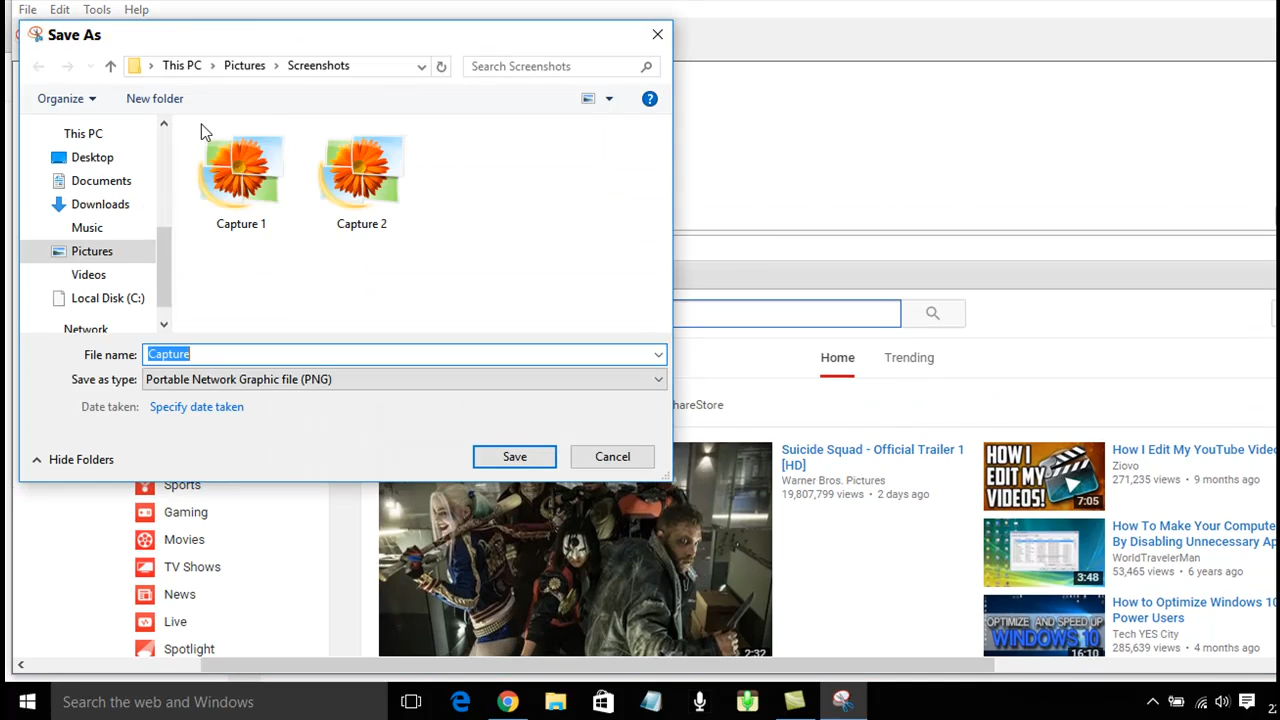 File Edit Tools Help
Save As
This PC Pictures Screenshots
Search Screenshots
Organize New folder
This PC
Desktop
Documents
Downloads
Music
Pictures
Videos
Local Disk (C:)
Network
Capture 1
Capture 2
File name: Capture
Save as type: Portable Network Graphic file (PNG)
Date taken: Specify date taken
Hide Folders
Save Cancel
Home Trending
hareStore
Sports
Gaming
Movies
TV Shows
News
Live
Spotlight
2:32
Suicide Squad - Official Trailer 1
[HD]
Warner Bros. Pictures
19,807,799 views • 2 days ago
HOW I
EDIT MY
VIDEOS!
7:05
How I Edit My YouTube Vide
Ziovo
271,235 views • 9 months ago
3:48
How To Make Your Compute
By Disabling Unnecessary Ap
WorldTravelerMan
53,465 views • 6 years ago
OPTIMIZE AND SPEED UP
WINDOWS 10
16:10
How to Optimize Windows 10
Power Users
Tech YES City
285,639 views • 4 months ago
Search the web and Windows